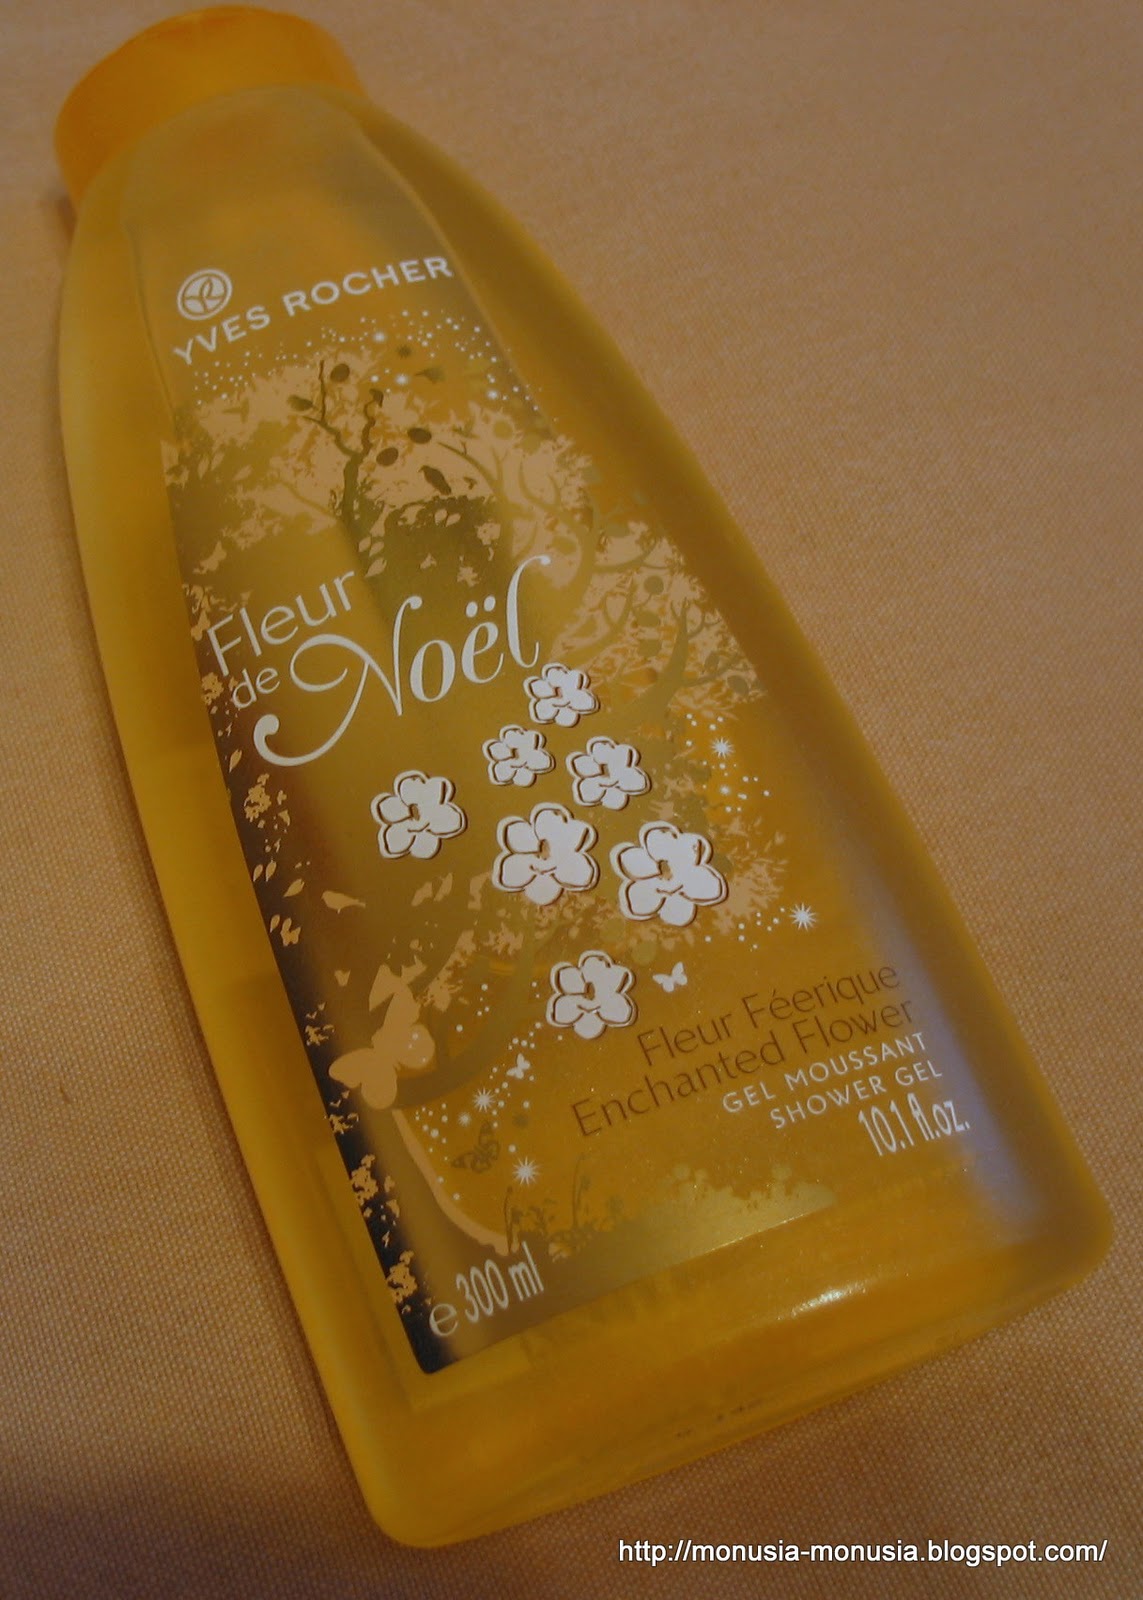 YVES ROCHER
Fleur
de Noël
Fleur Féerique
Enchanted Flower
GEL MOUSSANT
SHOWER GEL
10.1 fl.oz.
e 300 ml
http://monusia-monusia.blogspot.com/